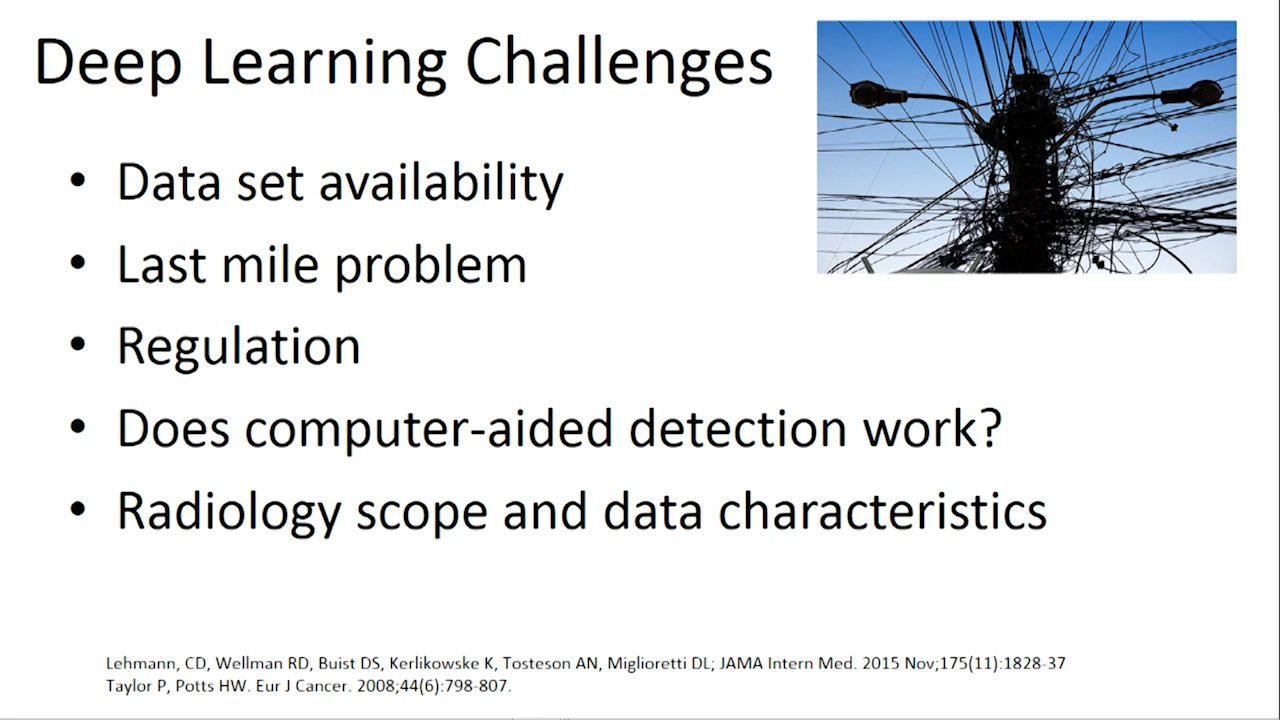 Deep Learning Challenges
• Data set availability
• Last mile problem
• Regulation
• Does computer-aided detection work?
• Radiology scope and data characteristics
Lehmann, CD, Wellman RD, Buist DS, Kerlikowske K, Tosteson AN, Miglioretti DL; JAMA Intern Med. 2015 Nov;175(11):1828-37
Taylor P, Potts HW. Eur J Cancer. 2008;44(6):798-807.